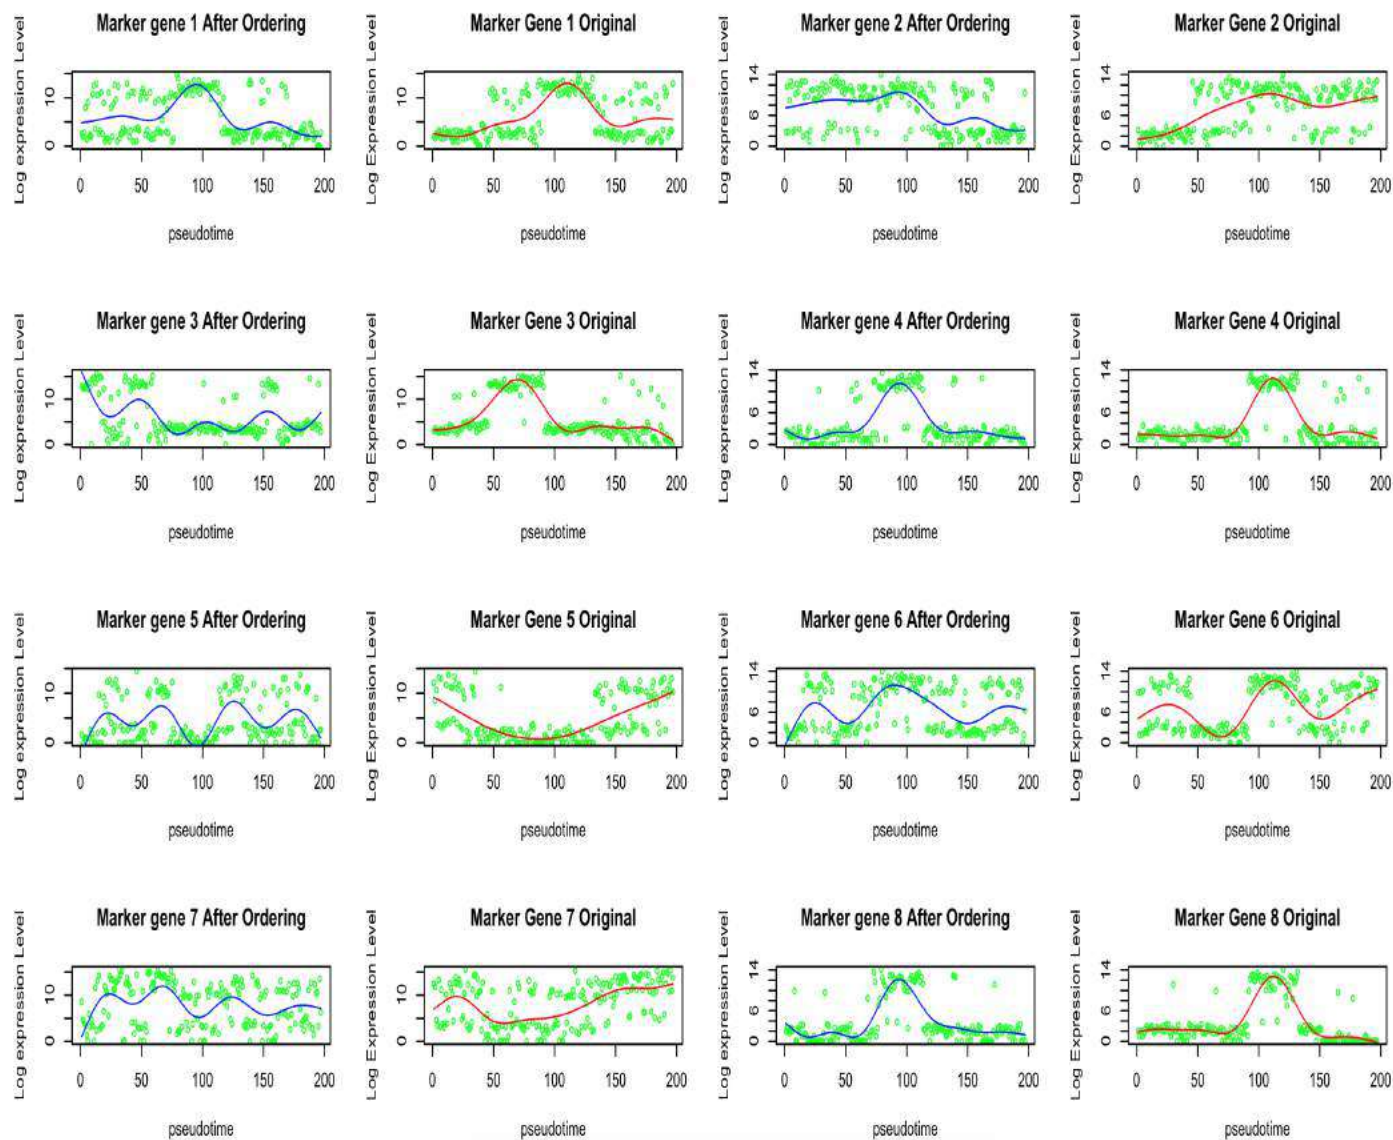 Marker gene 1 After Ordering
Log expression Level
0 10
0 50 100 150 200
pseudotime
Marker Gene 1 Original
Log Expression Level
0 10
0 50 100 150 200
pseudotime
Marker gene 2 After Ordering
Log expression Level
0 6 14
0 50 100 150 200
pseudotime
Marker Gene 2 Original
Log Expression Level
0 6 14
0 50 100 150 200
pseudotime
Marker gene 3 After Ordering
Log expression Level
0 10
0 50 100 150 200
pseudotime
Marker Gene 3 Original
Log Expression Level
0 10
0 50 100 150 200
pseudotime
Marker gene 4 After Ordering
Log expression Level
0 6 14
0 50 100 150 200
pseudotime
Marker Gene 4 Original
Log Expression Level
0 6 14
0 50 100 150 200
pseudotime
Marker gene 5 After Ordering
Log expression Level
0 10
0 50 100 150 200
pseudotime
Marker Gene 5 Original
Log Expression Level
0 10
0 50 100 150 200
pseudotime
Marker gene 6 After Ordering
Log expression Level
0 6 14
0 50 100 150 200
pseudotime
Marker Gene 6 Original
Log Expression Level
0 6 14
0 50 100 150 200
pseudotime
Marker gene 7 After Ordering
Log expression Level
0 10
0 50 100 150 200
pseudotime
Marker Gene 7 Original
Log Expression Level
0 10
0 50 100 150 200
pseudotime
Marker gene 8 After Ordering
Log expression Level
0 6 14
0 50 100 150 200
pseudotime
Marker Gene 8 Original
Log Expression Level
0 6 14
0 50 100 150 200
pseudotime